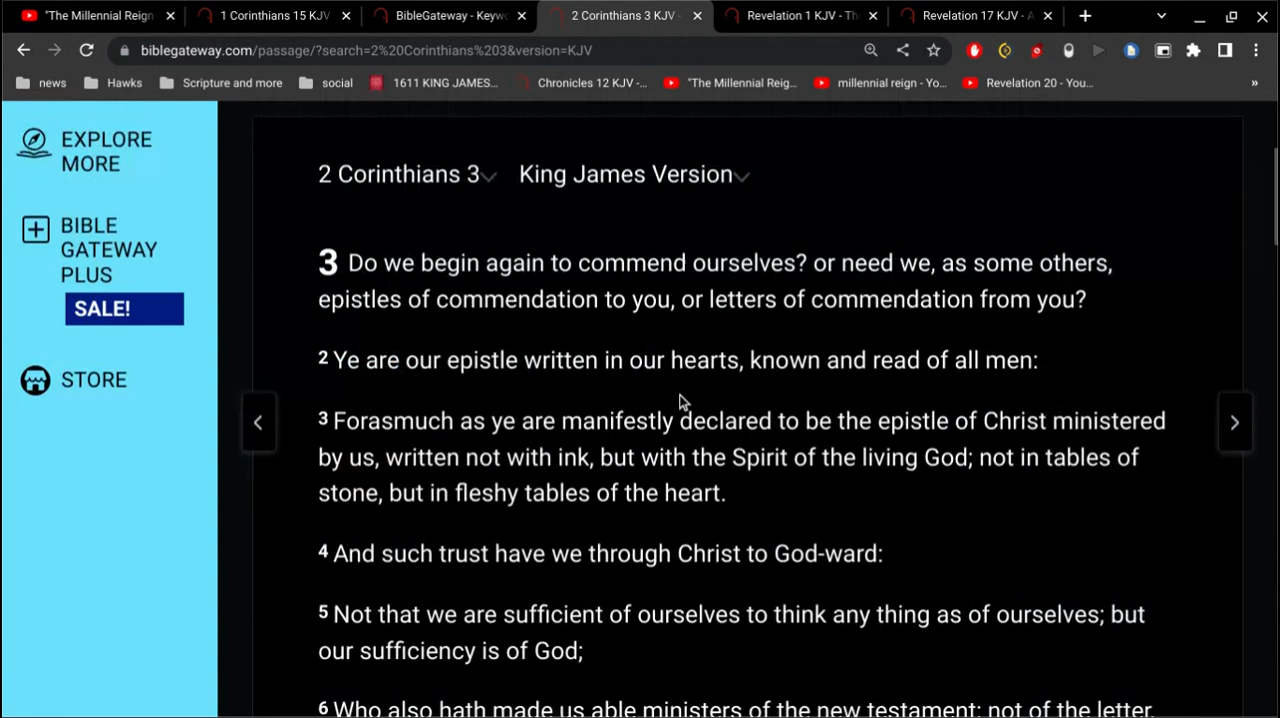 "The Millennial Reign
1 Corinthians 15 KJV
BibleGateway - Keyw
2 Corinthians 3 KJV -
Revelation 1 KJV - Th
Revelation 17 KJV - A
biblegateway.com/passage/?search=2%20Corinthians%203&version=KJV
news
Hawks
Scripture and more
social
1611 KING JAMES...
Chronicles 12 KJV -...
"The Millennial Reig...
millennial reign - Yo...
Revelation 20 - You...
»
EXPLORE
MORE
BIBLE
GATEWAY
PLUS
SALE!
STORE
2 Corinthians 3 King James Version
3 Do we begin again to commend ourselves? or need we, as some others,
epistles of commendation to you, or letters of commendation from you?
2 Ye are our epistle written in our hearts, known and read of all men:
3 Forasmuch as ye are manifestly declared to be the epistle of Christ ministered
by us, written not with ink, but with the Spirit of the living God; not in tables of
stone, but in fleshy tables of the heart.
4 And such trust have we through Christ to God-ward:
5 Not that we are sufficient of ourselves to think any thing as of ourselves; but
our sufficiency is of God;
6 Who also hath made us able ministers of the new testament; not of the letter,